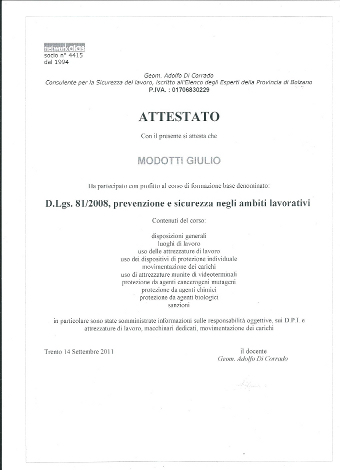 socio n° 4415
dal 1994
Geom. Adolfo Di Corrado
Consulente per la Sicurezza del lavoro, iscritto all'Elenco degli Esperti della Provincia di Bolzano
P.IVA. : 01706830229
ATTESTATO
Con il presente si attesta che
MODOTTI GIULIO
Ha partecipato con profitto al corso di formazione base denominato:
D.Lgs. 81/2008, prevenzione e sicurezza negli ambiti lavorativi
Contenuti del corso:
disposizioni generali
luoghi di lavoro
uso delle attrezzature di lavoro
uso dei dispositivi di protezione individuale
movimentazione dei carichi
uso di attrezzature munite di videoterminali
protezione da agenti cancerogeni mutageni
protezione da agenti chimici
protezione da agenti biologici
sanzioni
in particolare sono state somministrate informazioni sulle responsabilità oggettive, sui D.P.I. e
attrezzature di lavoro, macchinari dedicati, movimentazione dei carichi
Trento 14 Settembre 2011
il docente
Geom. Adolfo Di Corrado